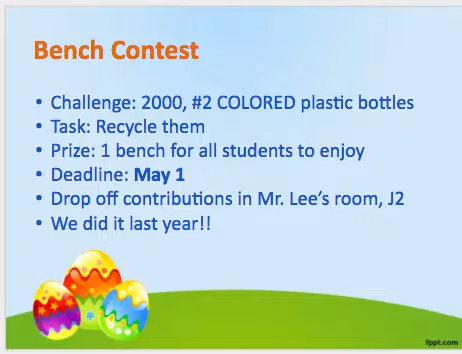 Bench Contest
• Challenge: 2000, #2 COLORED plastic bottles
• Task: Recycle them
• Prize: 1 bench for all students to enjoy
• Deadline: May 1
• Drop off contributions in Mr. Lee's room, J2
• We did it last year!!
fppt.com